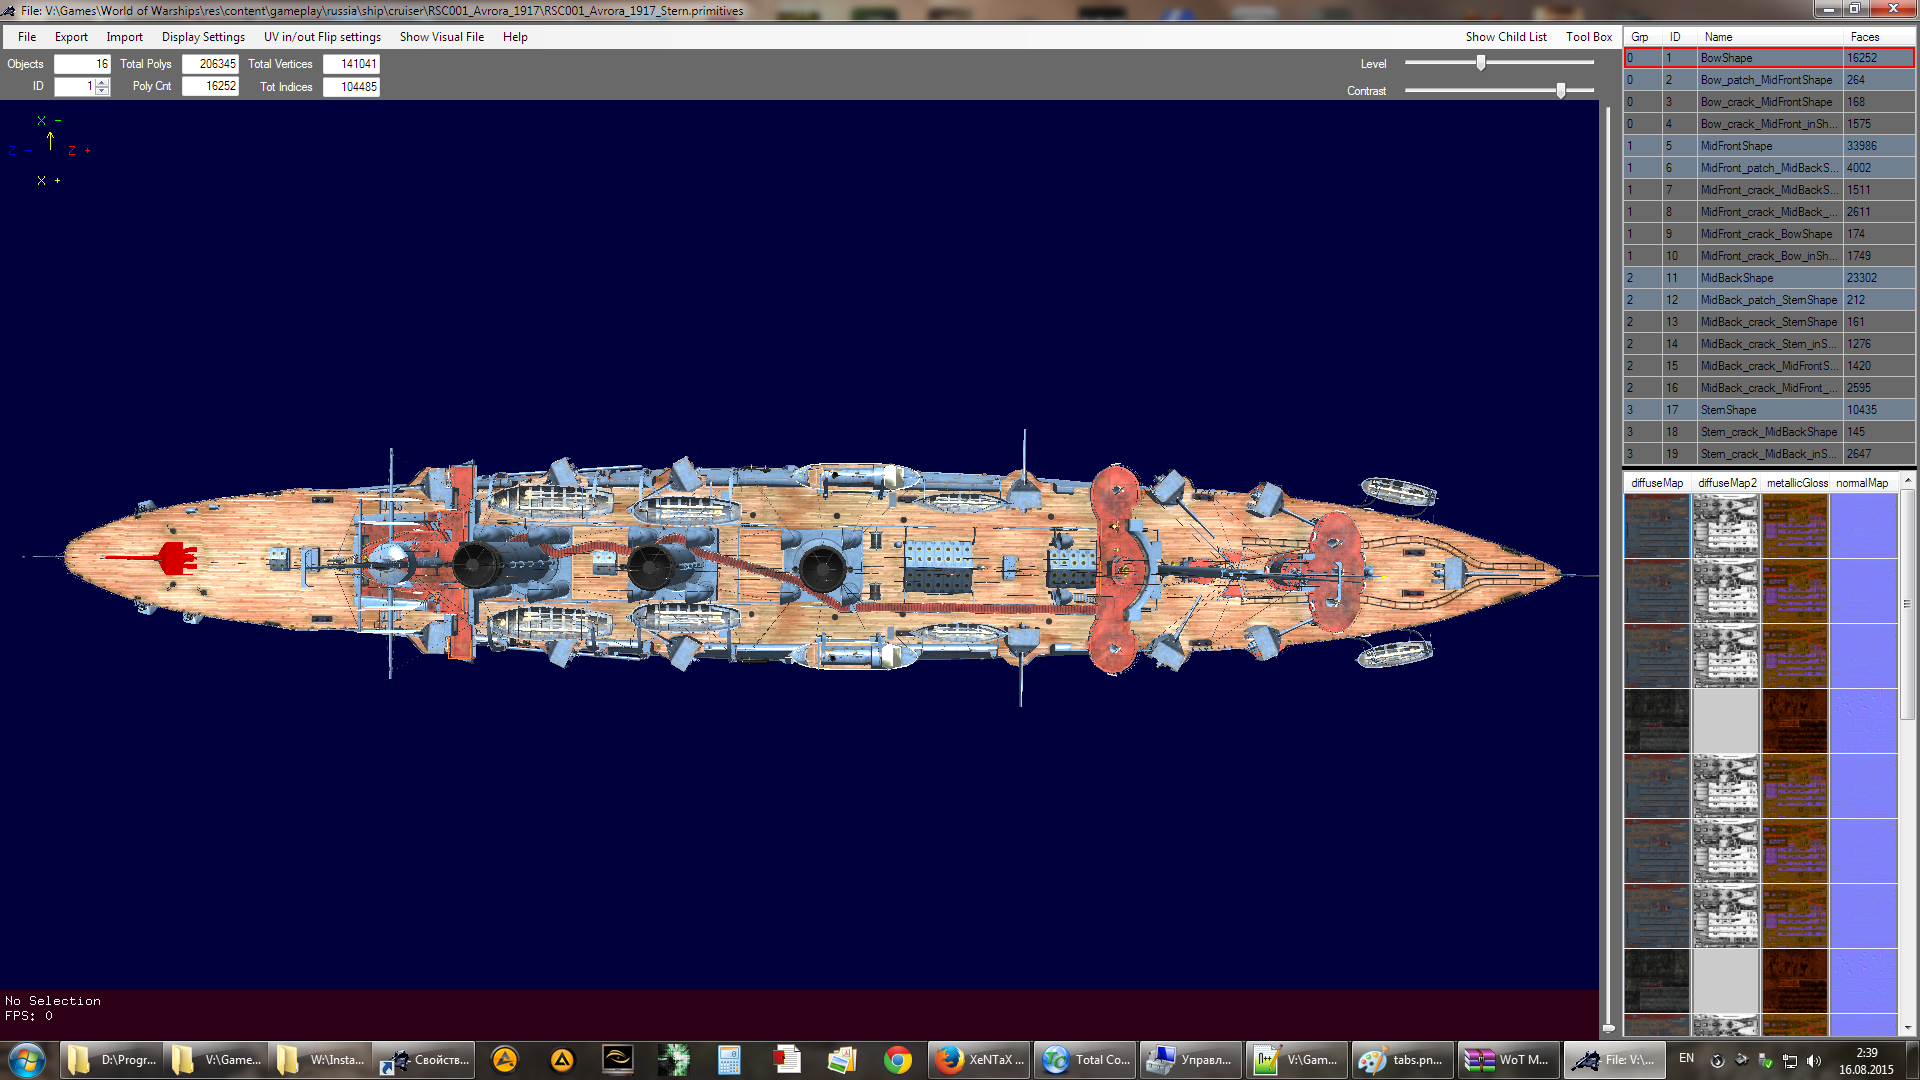 File: V:\Games\World of Warships\res\content\gameplay\russia\ship\cruiser\RSC001_Avrora_1917\RSC001_Avrora_1917_Stern.primitives
File Export Import Display Settings UV in/out Flip settings Show Visual File Help Show Child List Tool Box
Objects 16 Total Polys 206345 Total Vertices 141041 Level
ID 1 Poly Cnt 16252 Tot Indices 104485 Contrast
X -
Z - Z +
X +
Grp ID Name Faces
0 1 BowShape 16252
0 2 Bow_patch_MidFrontShape 264
0 3 Bow_crack_MidFrontShape 168
0 4 Bow_crack_MidFront_inSh... 1575
1 5 MidFrontShape 33986
1 6 MidFront_patch_MidBackS... 4002
1 7 MidFront_crack_MidBackS... 1511
1 8 MidFront_crack_MidBack_... 2611
1 9 MidFront_crack_BowShape 174
1 10 MidFront_crack_Bow_inSh... 1749
2 11 MidBackShape 23302
2 12 MidBack_patch_SternShape 212
2 13 MidBack_crack_SternShape 161
2 14 MidBack_crack_Stern_inS... 1276
2 15 MidBack_crack_MidFrontS... 1420
2 16 MidBack_crack_MidFront_... 2595
3 17 SternShape 10435
3 18 Stern_crack_MidBackShape 145
3 19 Stern_crack_MidBack_inS... 2647
diffuseMap diffuseMap2 metallicGloss normalMap
No Selection
FPS: 0
D:\Progr... V:\Game... W:\Insta... Свойств... XeNTaX ... Total Co... Управл... V:\Gam... tabs.pn... WoT M... File: V:\... EN 2:39
16.08.2015